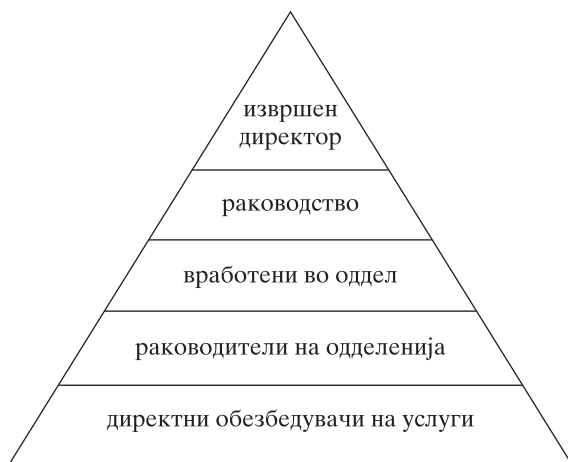 извршен
директор
раководство
вработени во оддел
раководители на одделенија
директни обезбедувачи на услуги